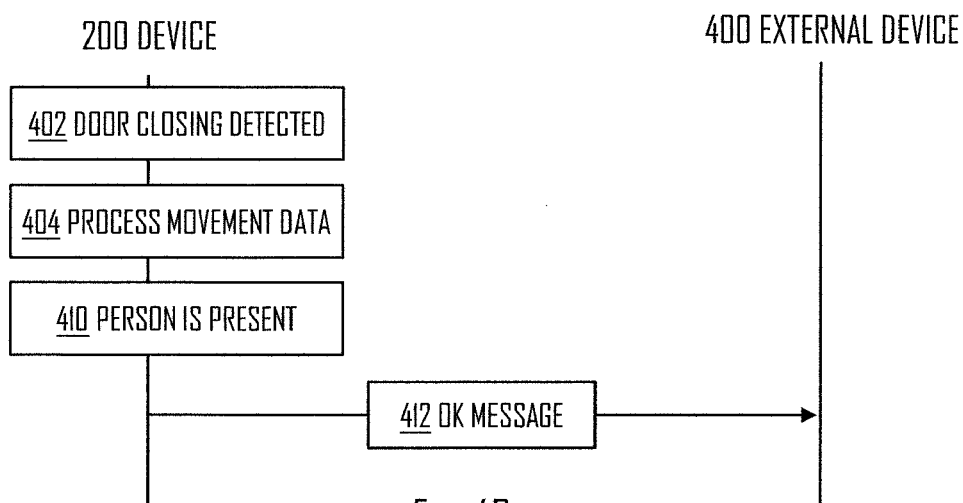 200 DEVICE
400 EXTERNAL DEVICE
402 DOOR CLOSING DETECTED
404 PROCESS MOVEMENT DATA
410 PERSON IS PRESENT
412 OK MESSAGE